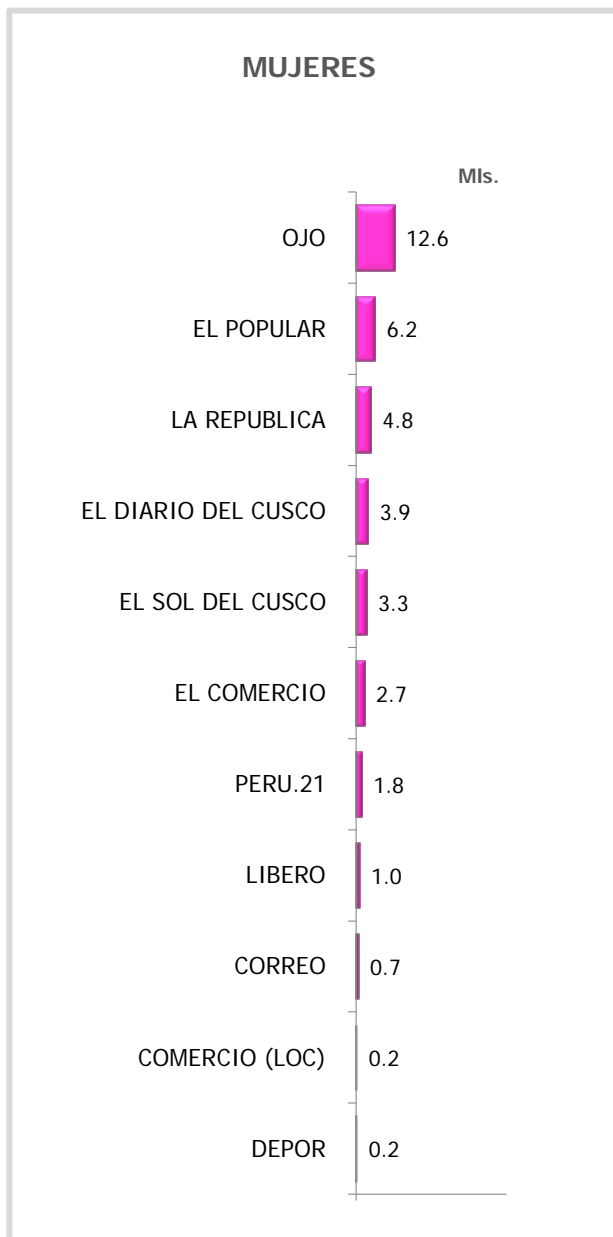 MUJERES
Mls.
OJO 12.6
EL POPULAR 6.2
LA REPUBLICA 4.8
EL DIARIO DEL CUSCO 3.9
EL SOL DEL CUSCO 3.3
EL COMERCIO 2.7
PERU.21 1.8
LIBERO 1.0
CORREO 0.7
COMERCIO (LOC) 0.2
DEPOR 0.2